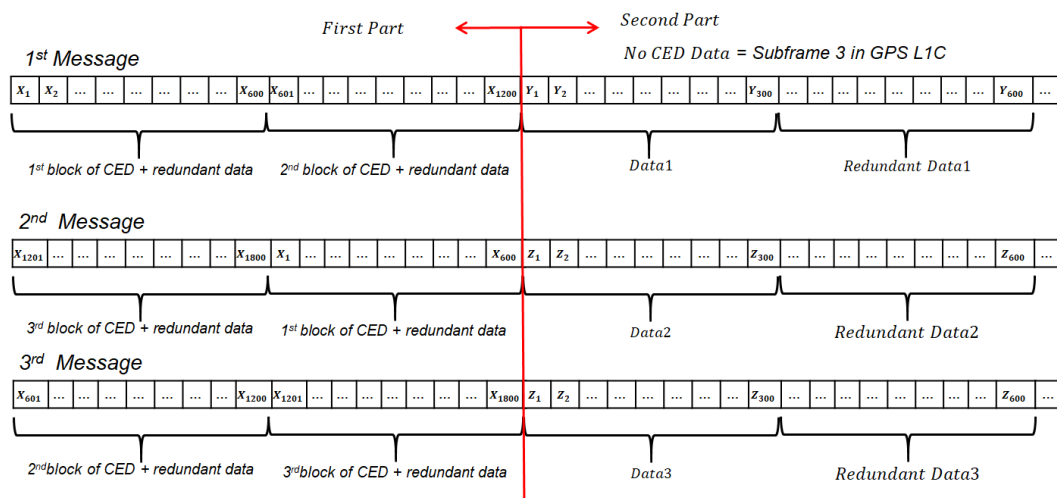 First Part
Second Part
No CED Data = Subframe 3 in GPS L1C
1st Message
X1 X2 ... ... ... ... ... ... X600 X601 ... ... ... ... ... ... ... X1200 Y1 Y2 ... ... ... ... ... ... Y300 ... ... ... ... ... ... ... ... Y600 ...
1st block of CED + redundant data
2nd block of CED + redundant data
Data1
Redundant Data1
2nd Message
X1201 ... ... ... ... ... ... ... X1800 X1 ... ... ... ... ... ... ... X600 Z1 Z2 ... ... ... ... ... ... Z300 ... ... ... ... ... ... ... ... Z600 ...
3rd block of CED + redundant data
1st block of CED + redundant data
Data2
Redundant Data2
3rd Message
X601 ... ... ... ... ... ... ... X1200 X1201 ... ... ... ... ... ... ... X1800 Z1 Z2 ... ... ... ... ... ... Z300 ... ... ... ... ... ... ... ... Z600 ...
2nd block of CED + redundant data
3rd block of CED + redundant data
Data3
Redundant Data3